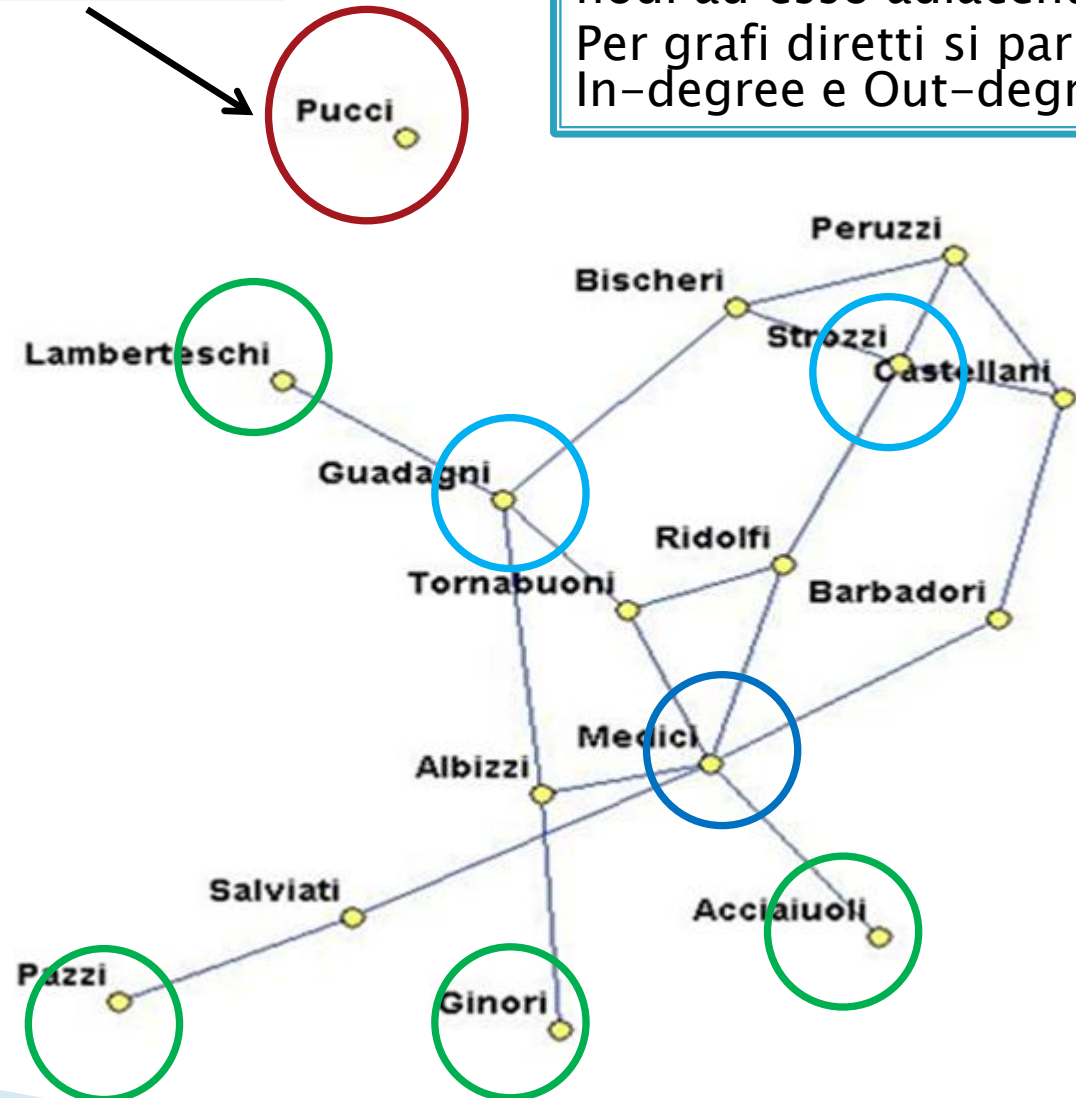 Per grafi diretti si par
In-degree e Out-degr
Pucci
Peruzzi
Bischeri
Strozzi
Castellani
Lamberteschi
Guadagni
Ridolfi
Tornabuoni
Barbadori
Medici
Albizzi
Salviati
Acciaiuoli
Pazzi
Ginori